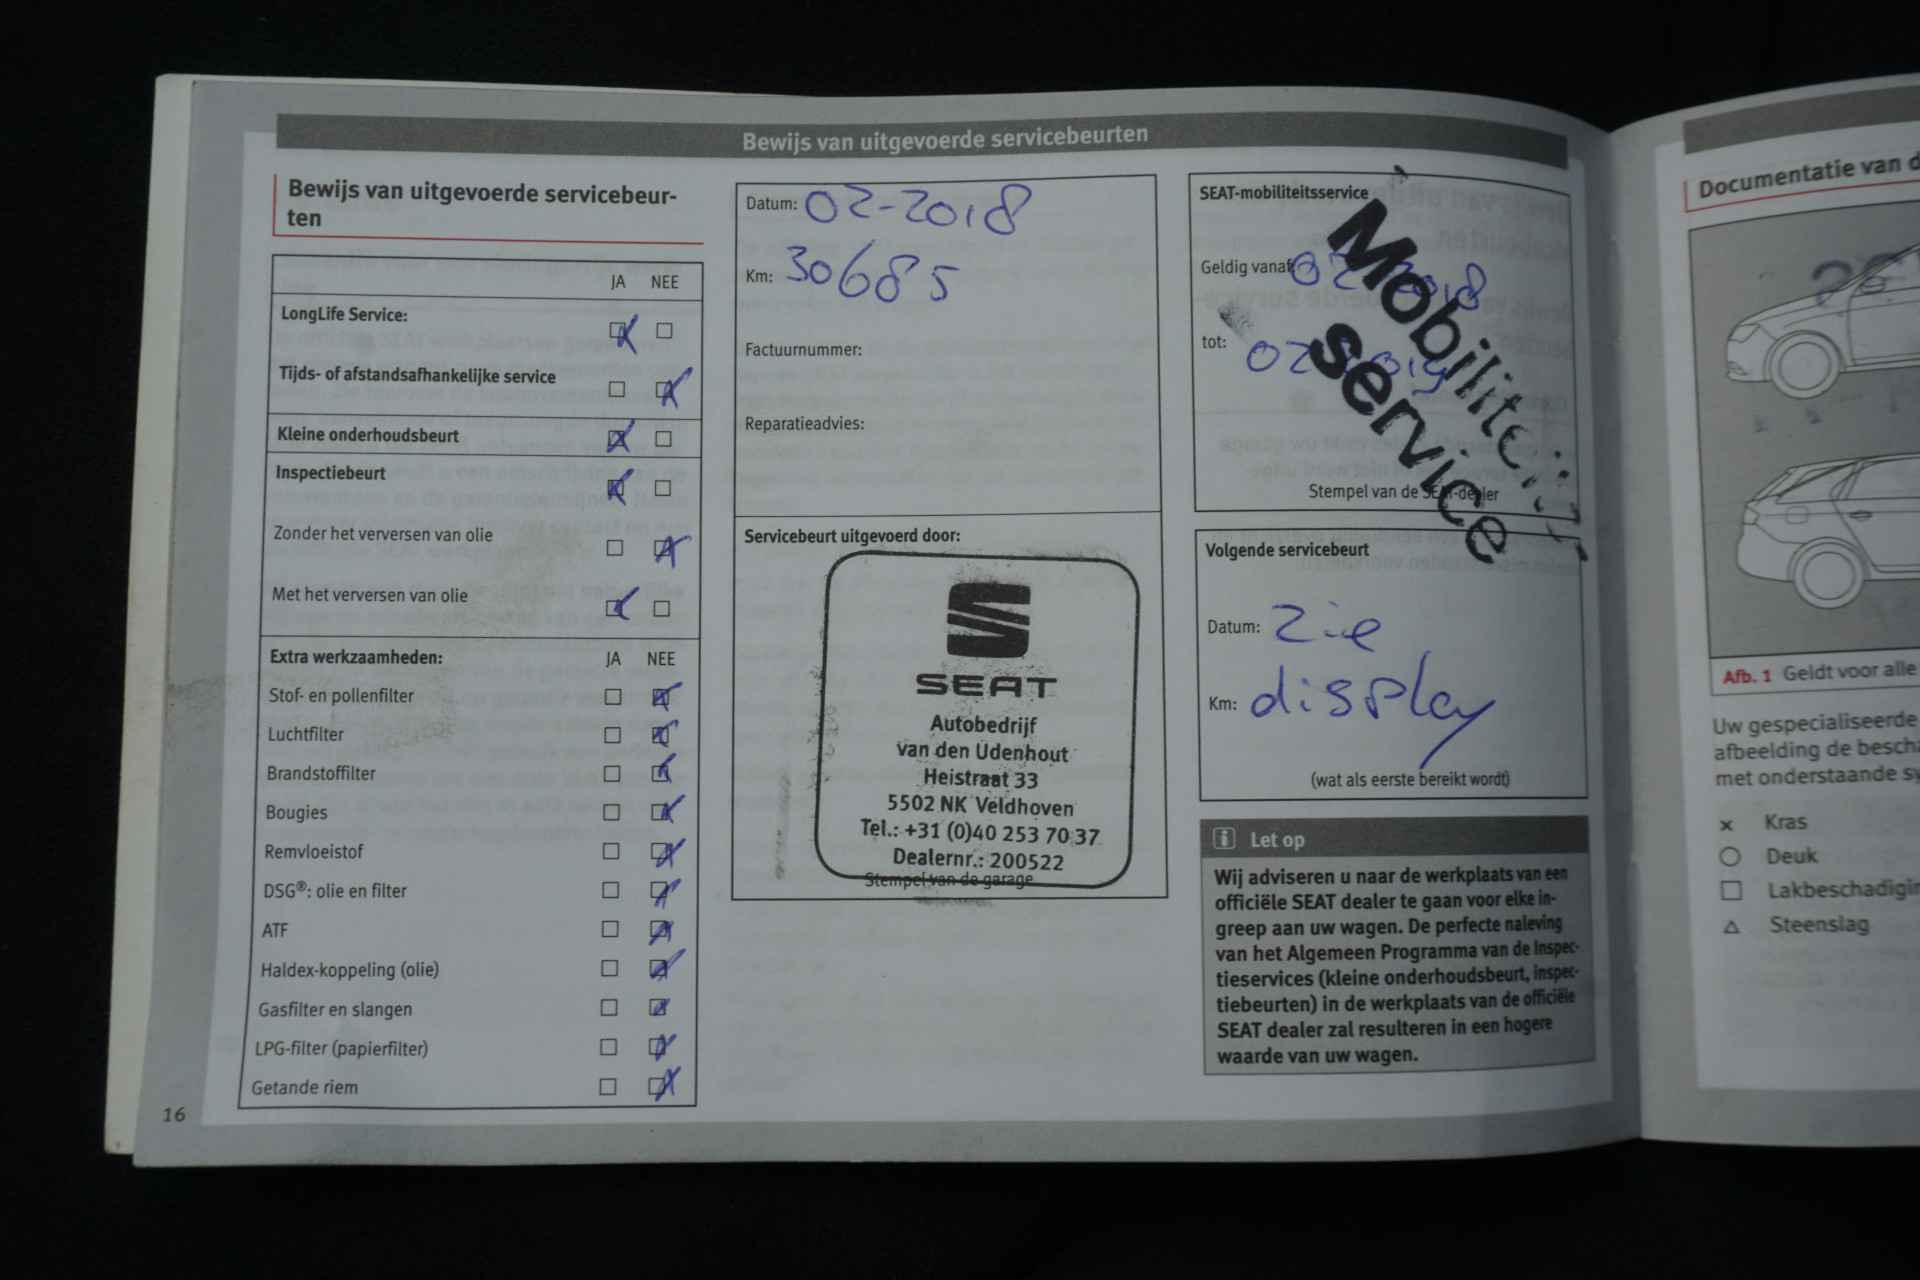 Bewijs van uitgevoerde servicebeurten
Bewijs van uitgevoerde servicebeur-
ten
JA NEE
LongLife Service:
Tijds- of afstandsafhankelijke service
Kleine onderhoudsbeurt
Inspectiebeurt
Zonder het verversen van olie
Met het verversen van olie
Extra werkzaamheden: JA NEE
Stof- en pollenfilter
Luchtfilter
Brandstoffilter
Bougies
Remvloeistof
DSG®: olie en filter
ATF
Haldex-koppeling (olie)
Gasfilter en slangen
LPG-filter (papierfilter)
Getande riem
16
Datum: 02-2018
Km: 30685
Factuurnummer:
Reparatieadvies:
Servicebeurt uitgevoerd door:
SEAT
Autobedrijf
van den Udenhout
Heistraat 33
5502 NK Veldhoven
Tel.: +31 (0)40 253 70 37
Dealernr.: 200522
Stempel van de garage
SEAT-mobiliteitsservice
Geldig vanaf: 02 2018
tot: 02 2019
Mobiliteits
service
Stempel van de SEAT-dealer
Volgende servicebeurt
Datum: zie
Km: display
(wat als eerste bereikt wordt)
Let op
Wij adviseren u naar de werkplaats van een
officiële SEAT dealer te gaan voor elke in-
greep aan uw wagen. De perfecte naleving
van het Algemeen Programma van de Inspec-
tieservices (kleine onderhoudsbeurt, inspec-
tiebeurten) in de werkplaats van de officiële
SEAT dealer zal resulteren in een hogere
waarde van uw wagen.
Documentatie van d
Afb. 1 Geldt voor alle
Uw gespecialiseerde
afbeelding de bescha
met onderstaande sy
x Kras
Deuk
Lakbeschadigin
Steenslag